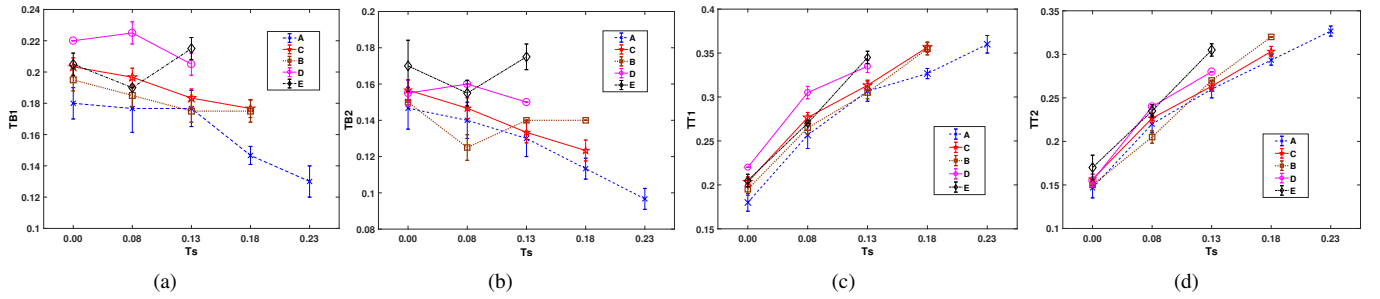 0.24
0.22
0.2
0.18
0.16
0.14
0.12
0.1
TB1
0.00 0.08 0.13 0.18 0.23
Ts
A
C
B
D
E
(a)
0.2
0.18
0.16
0.14
0.12
0.1
0.08
TB2
0.00 0.08 0.13 0.18 0.23
Ts
A
C
B
D
E
(b)
0.4
0.35
0.3
0.25
0.2
0.15
TT1
0.00 0.08 0.13 0.18 0.23
Ts
A
C
B
D
E
(c)
0.35
0.3
0.25
0.2
0.15
0.1
TT2
0.00 0.08 0.13 0.18 0.23
Ts
A
C
B
D
E
(d)